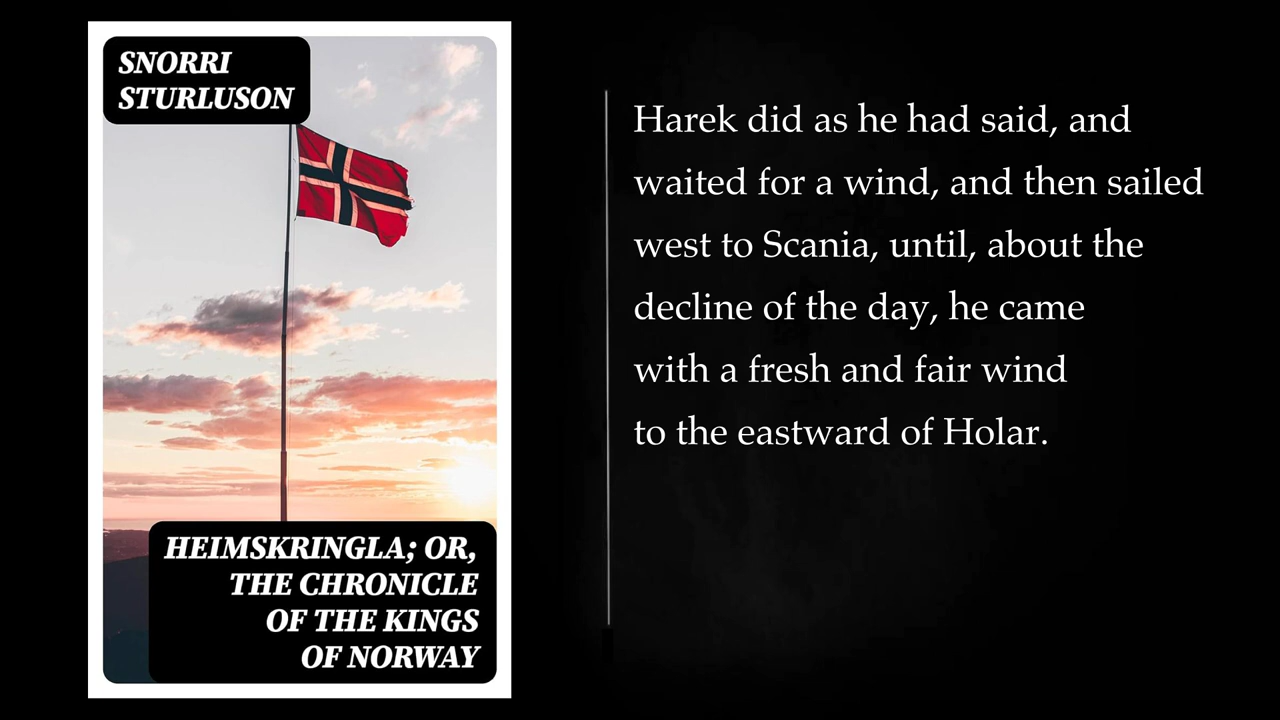 SNORRI
STURLUSON
HEIMSKRINGLA; OR,
THE CHRONICLE
OF THE KINGS
OF NORWAY
Harek did as he had said, and
waited for a wind, and then sailed
west to Scania, until, about the
decline of the day, he came
with a fresh and fair wind
to the eastward of Holar.